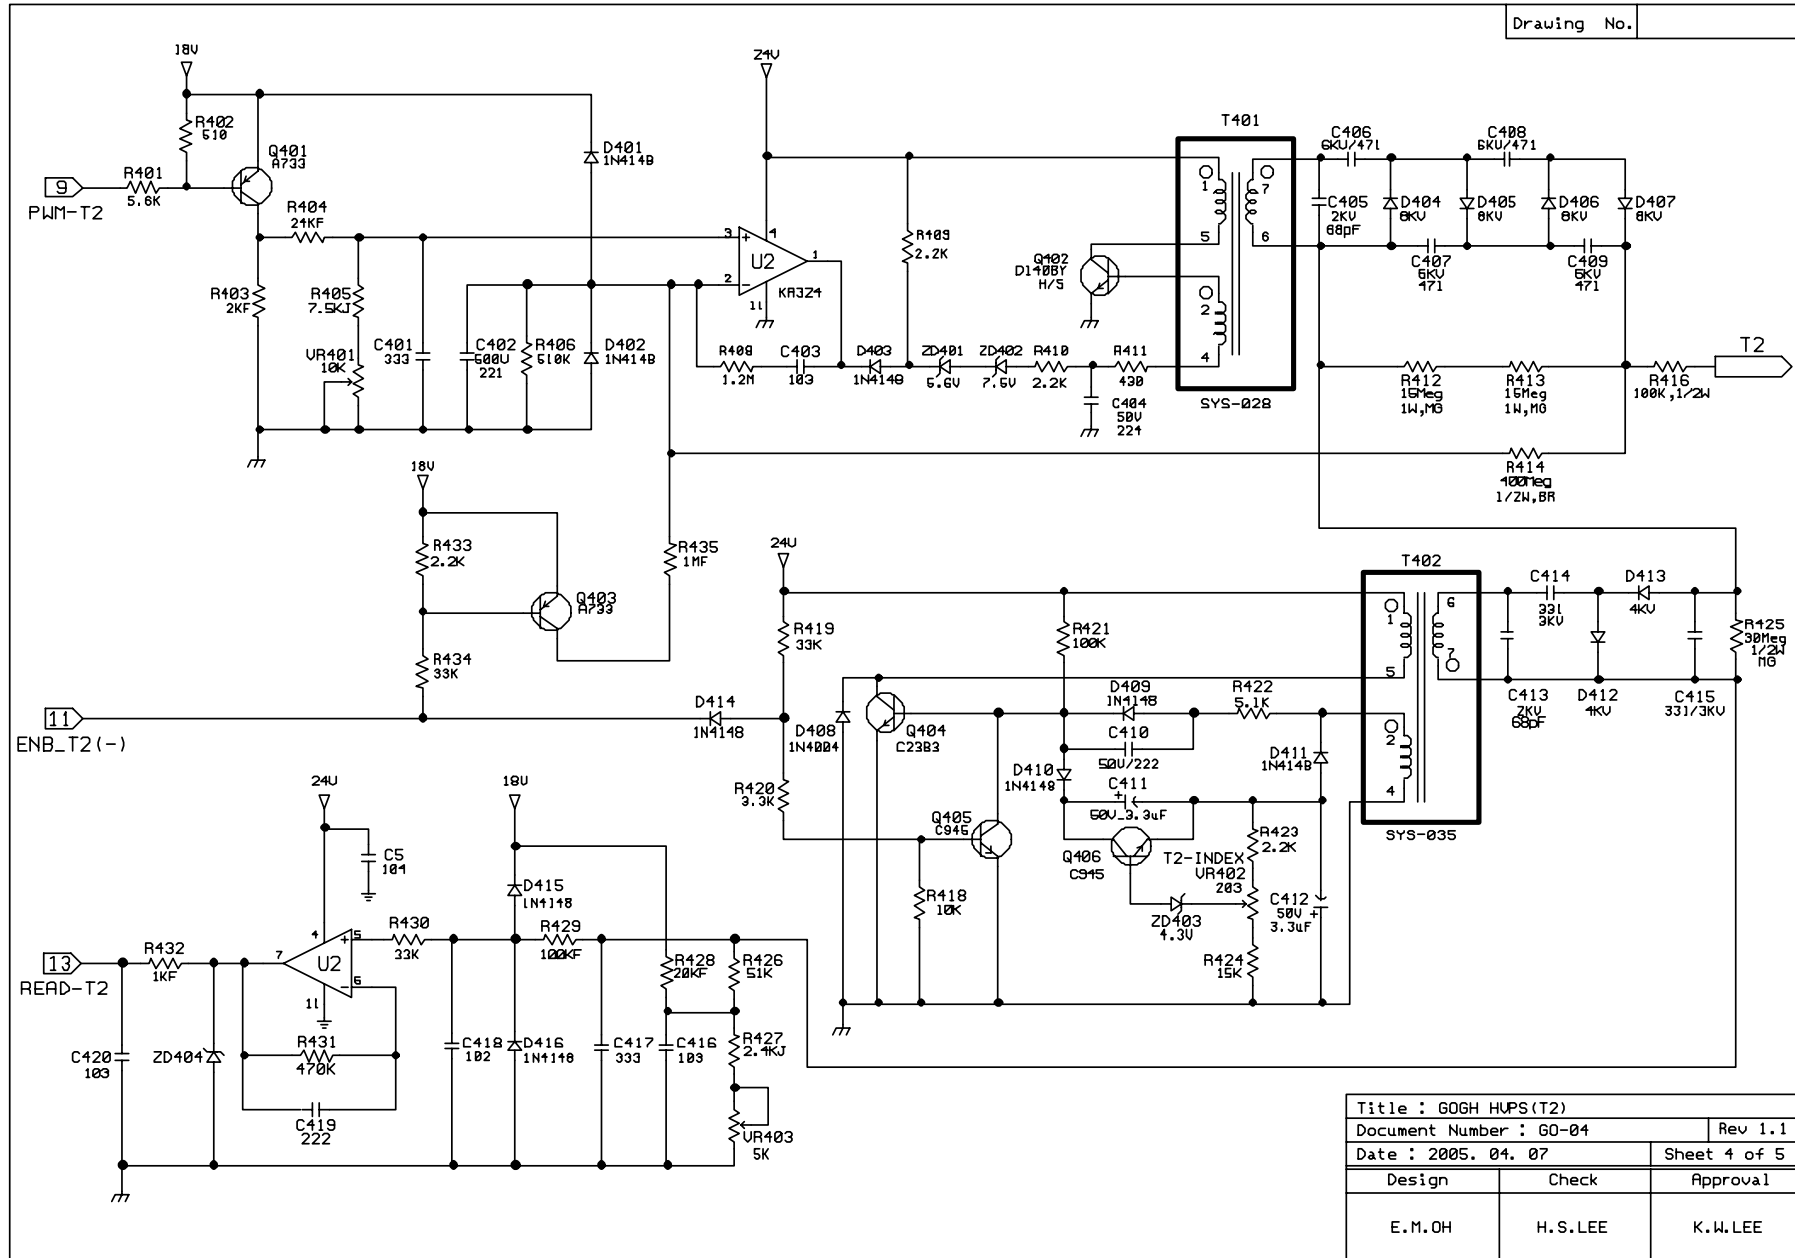 Drawing No.
18V
R402
510
Q401
A733
R401
5.6K
9
PWM-T2
R404
24KF
R403
2KF
R405
7.5KJ
VR401
10K
C401
333
C402
500V
221
R406
510K
D401
1N4148
D402
1N4148
24V
3
+
4
U2
1
2
-
11
KA324
R409
2.2K
R408
1.2M
C403
103
D403
1N4148
ZD401
5.6V
ZD402
7.5V
R410
2.2K
R411
430
C404
50V
224
Q402
D140BY
H/S
T401
1
5
2
4
7
6
SYS-028
C406
6KV/471
C408
6KV/471
C405
2KV
68pF
D404
8KV
D405
8KV
D406
8KV
D407
8KV
C407
6KV
471
C409
6KV
471
R412
15Meg
1W,MG
R413
15Meg
1W,MG
R416
100K,1/2W
T2
R414
400Meg
1/2W,BR
18V
R433
2.2K
R434
33K
Q403
A733
R435
1MF
11
ENB_T2(-)
D414
1N4148
24V
R419
33K
R420
3.3K
D408
1N4004
Q404
C2383
R421
100K
D409
1N4148
R422
5.1K
C410
50V/222
D410
1N4148
C411
+
50V_3.3uF
D411
1N4148
Q405
C945
R418
10K
Q406
C945
T2-INDEX
VR402
203
R423
2.2K
ZD403
4.3V
R424
15K
C412
50V +
3.3uF
T402
1
5
2
4
6
7
SYS-035
C414
331
3KV
D413
4KV
R425
30Meg
1/2W
MG
C413
2KV
68pF
D412
4KV
C415
331/3KV
24V
C5
104
18V
D415
1N4148
R430
33K
R429
100KF
R428
20KF
R426
51K
4
+
5
U2
7
-
6
11
R432
1KF
13
READ-T2
C420
103
ZD404
R431
470K
C419
222
C418
102
D416
1N4148
C417
333
C416
103
R427
2.4KJ
VR403
5K
Title : GOGH HVPS(T2)
Document Number : GO-04
Rev 1.1
Date : 2005. 04. 07
Sheet 4 of 5
Design
Check
Approval
E.M.OH
H.S.LEE
K.W.LEE